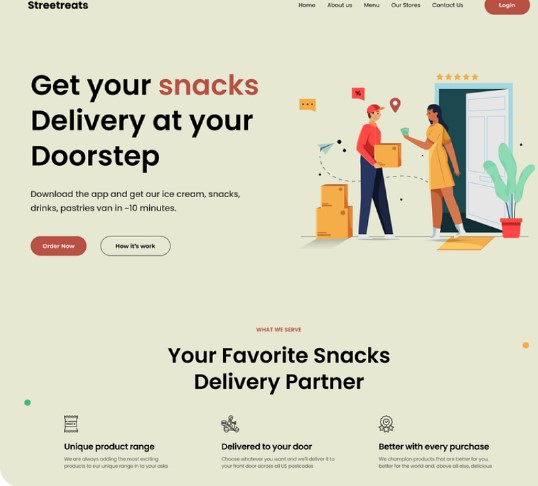 Streetreats
Home About us Menu Our Stores Contact Us Login
Get your snacks
Delivery at your
Doorstep
Download the app and get our ice cream, snacks,
drinks, pastries van in ~10 minutes.
Order Now How it's work
WHAT WE SERVE
Your Favorite Snacks
Delivery Partner
Unique product range
We are always adding the most exciting
products to our unique range in to your sells
Delivered to your door
Choose whatever you want and we'll deliver it to
your front door across all US postcodes
Better with every purchase
We champion products that are better for you,
better for the world and, above all else, delicious